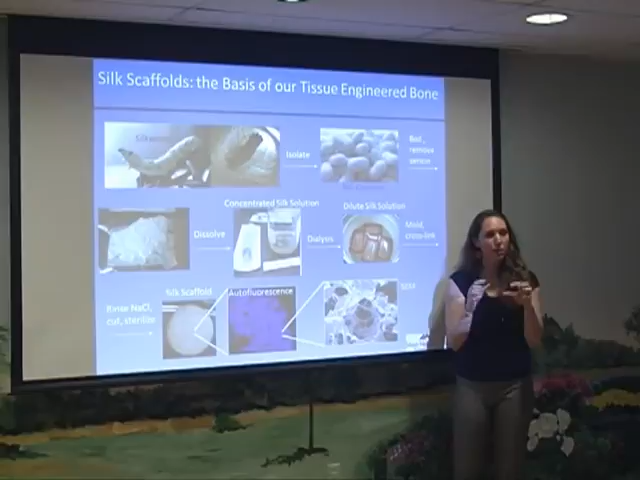 Silk Scaffolds: the Basis of our Tissue Engineered Bone
Silkworm
Isolate
Boil,
remove
sericin
Concentrated Silk Solution
Dilute Silk Solution
Dissolve
Dialysis
Mold,
cross-link
Rinse NaCl,
cut, sterilize
Silk Scaffold
Autofluorescence
SEM